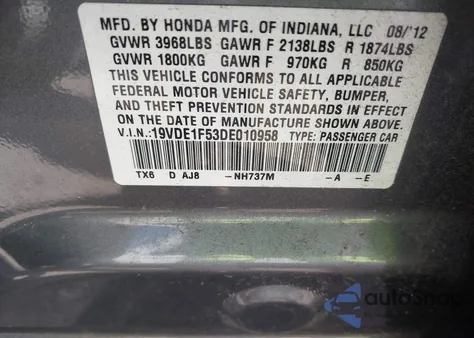 MFD. BY HONDA MFG. OF INDIANA, LLC 08/'12
GVWR 3968LBS GAWR F 2138LBS R 1874LBS
GVWR 1800KG GAWR F 970KG R 850KG
THIS VEHICLE CONFORMS TO ALL APPLICABLE
FEDERAL MOTOR VEHICLE SAFETY, BUMPER,
AND THEFT PREVENTION STANDARDS IN EFFECT
ON THE DATE OF MANUFACTURE SHOWN ABOVE.
V.I.N.:19VDE1F53DE010958 TYPE: PASSENGER CAR
TX6 D AJ8 -NH737M -A -E
autosnap